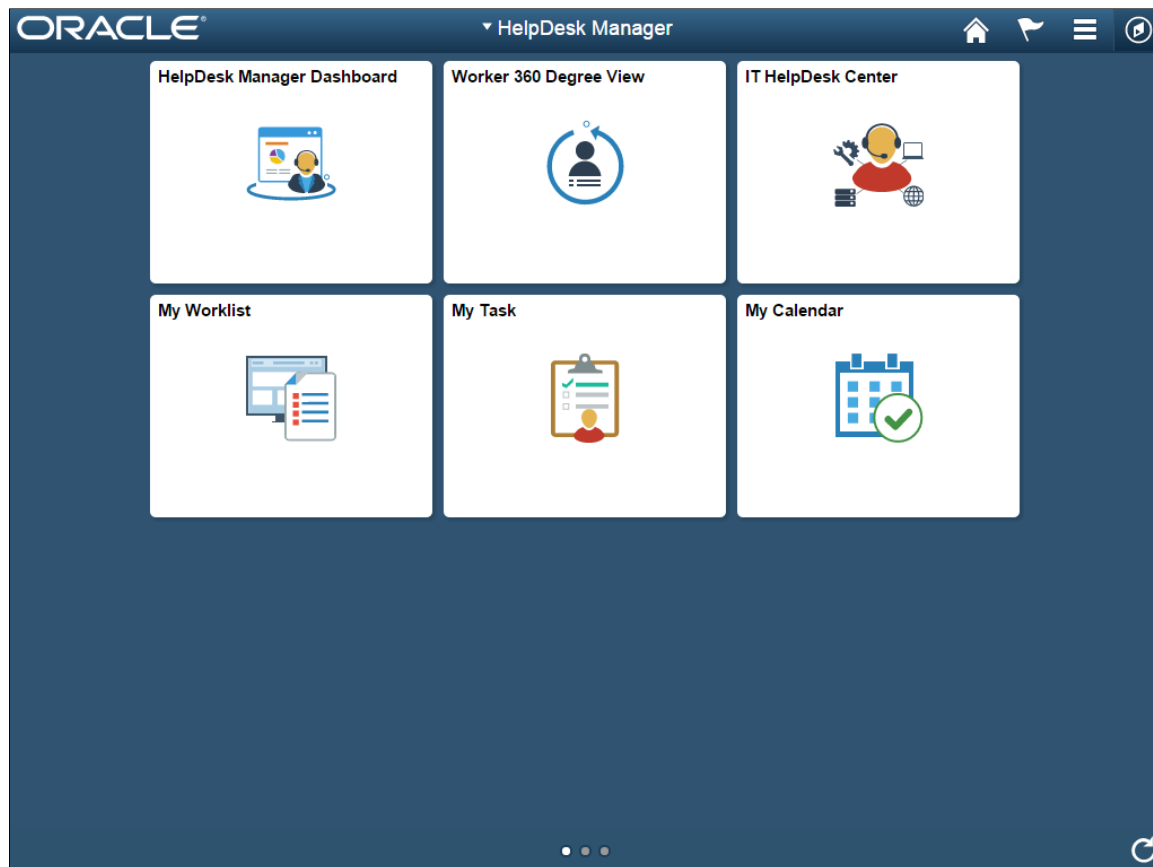 ORACLE®
HelpDesk Manager
HelpDesk Manager Dashboard
Worker 360 Degree View
IT HelpDesk Center
My Worklist
My Task
My Calendar